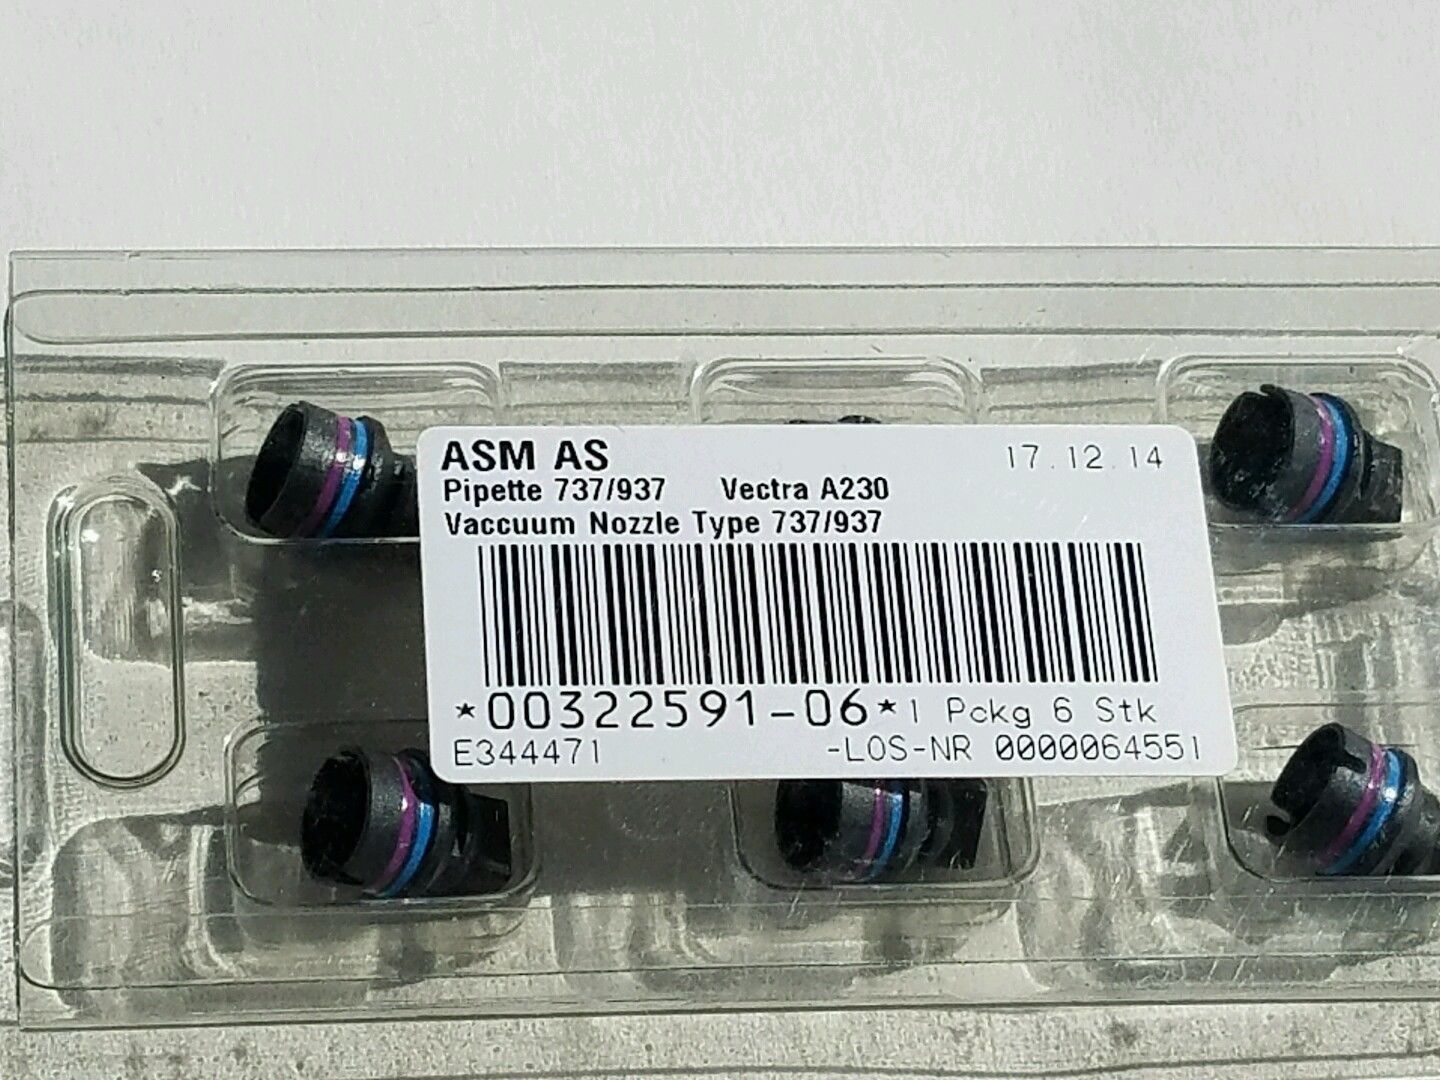 ASM AS 17.12.14
Pipette 737/937 Vectra A230
Vaccuum Nozzle Type 737/937
*00322591-06* 1 Pckg 6 Stk
E344471 -LOS-NR 0000064551